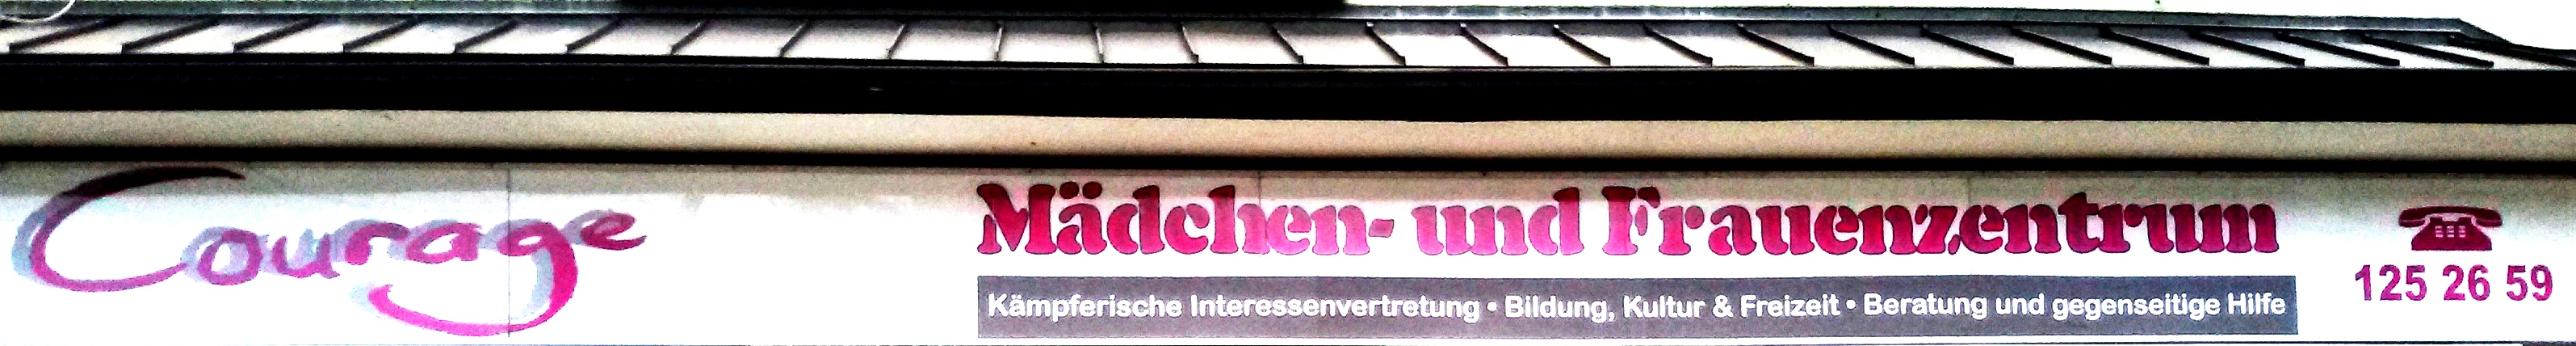 Courage
Mädchen- und Frauenzentrum
Kämpferische Interessenvertretung • Bildung, Kultur & Freizeit • Beratung und gegenseitige Hilfe
125 26 59